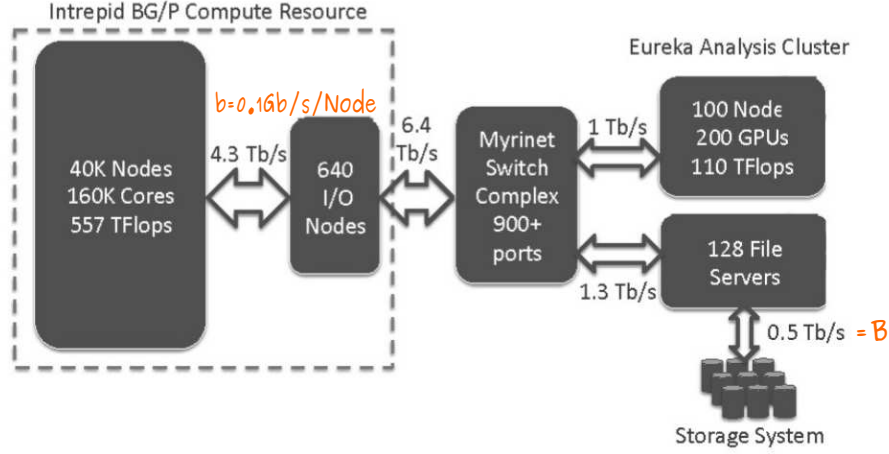 Intrepid BG/P Compute Resource
Eureka Analysis Cluster
b=0.1Gb/s/Node
40K Nodes
160K Cores
557 TFlops
4.3 Tb/s
640
I/O
Nodes
6.4
Tb/s
Myrinet
Switch
Complex
900+
ports
1 Tb/s
100 Node
200 GPUs
110 TFlops
1.3 Tb/s
128 File
Servers
0.5 Tb/s = B
Storage System